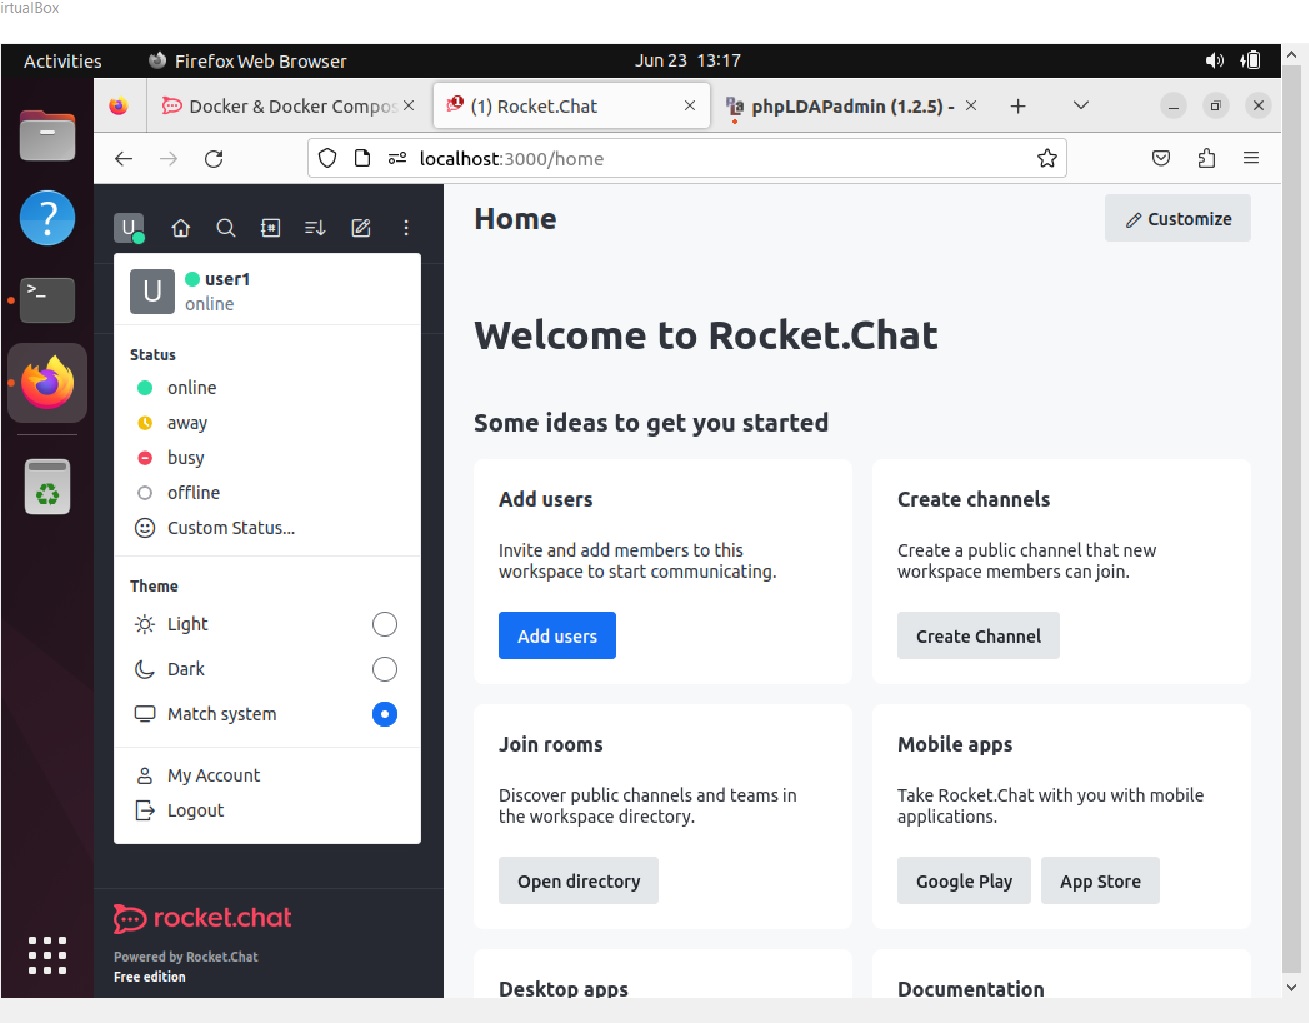 irtualBox
Activities
Firefox Web Browser
Jun 23 13:17
Docker & Docker Compos
(1) Rocket.Chat
phpLDAPadmin (1.2.5) -
localhost:3000/home
U
Home
Customize
U
user1
online
Status
online
away
busy
offline
Custom Status...
Theme
Light
Dark
Match system
My Account
Logout
rocket.chat
Powered by Rocket.Chat
Free edition
Welcome to Rocket.Chat
Some ideas to get you started
Add users
Invite and add members to this
workspace to start communicating.
Add users
Create channels
Create a public channel that new
workspace members can join.
Create Channel
Join rooms
Discover public channels and teams in
the workspace directory.
Open directory
Mobile apps
Take Rocket.Chat with you with mobile
applications.
Google Play
App Store
Desktop apps
Documentation